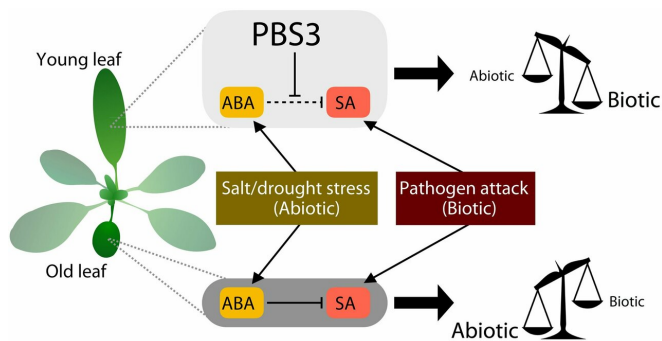 Young leaf
PBS3
ABA
SA
Abiotic
Biotic
Salt/drought stress
(Abiotic)
Pathogen attack
(Biotic)
Old leaf
ABA
SA
Abiotic
Biotic